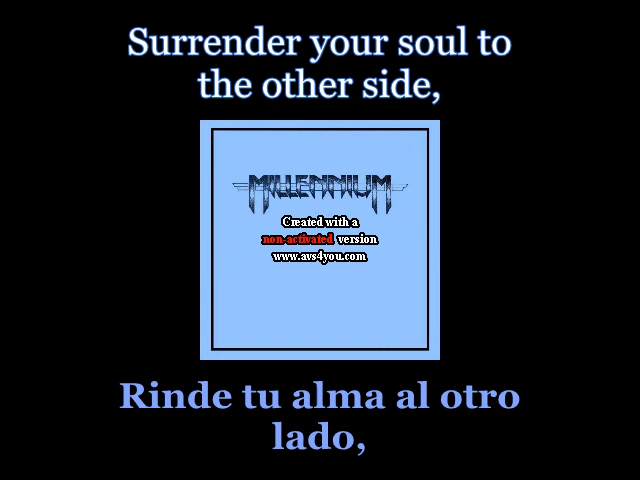 Surrender your soul to
the other side,
MILLENNIUM
Created with a
non-activated version
www.avs4you.com
Rinde tu alma al otro
lado,